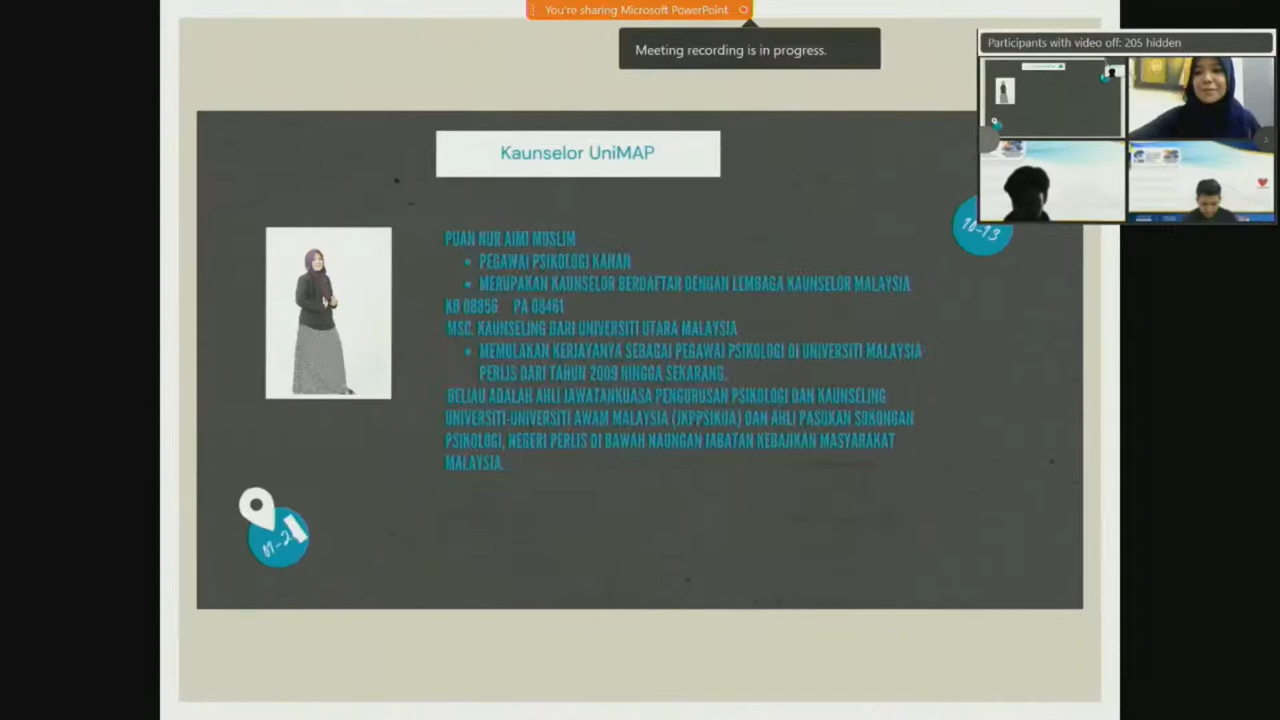 You're sharing Microsoft PowerPoint
Meeting recording is in progress.
Participants with video off: 205 hidden
Kaunselor UniMAP
10-13
PUAN NUR AIMI MUSLIM
• PEGAWAI PSIKOLOGI KANAN
• MERUPAKAN KAUNSELOR BERDAFTAR DENGAN LEMBAGA KAUNSELOR MALAYSIA
KB 08856 PA 08461
MSC. KAUNSELING DARI UNIVERSITI UTARA MALAYSIA
• MEMULAKAN KERJAYANYA SEBAGAI PEGAWAI PSIKOLOGI DI UNIVERSITI MALAYSIA
PERLIS DARI TAHUN 2009 HINGGA SEKARANG.
BELIAU ADALAH AHLI JAWATANKUASA PENGURUSAN PSIKOLOGI DAN KAUNSELING
UNIVERSITI-UNIVERSITI AWAM MALAYSIA (JKPPSIKUA) DAN AHLI PASUKAN SOKONGAN
PSIKOLOGI, NEGERI PERLIS DI BAWAH NAUNGAN JABATAN KEBAJIKAN MASYARAKAT
MALAYSIA.